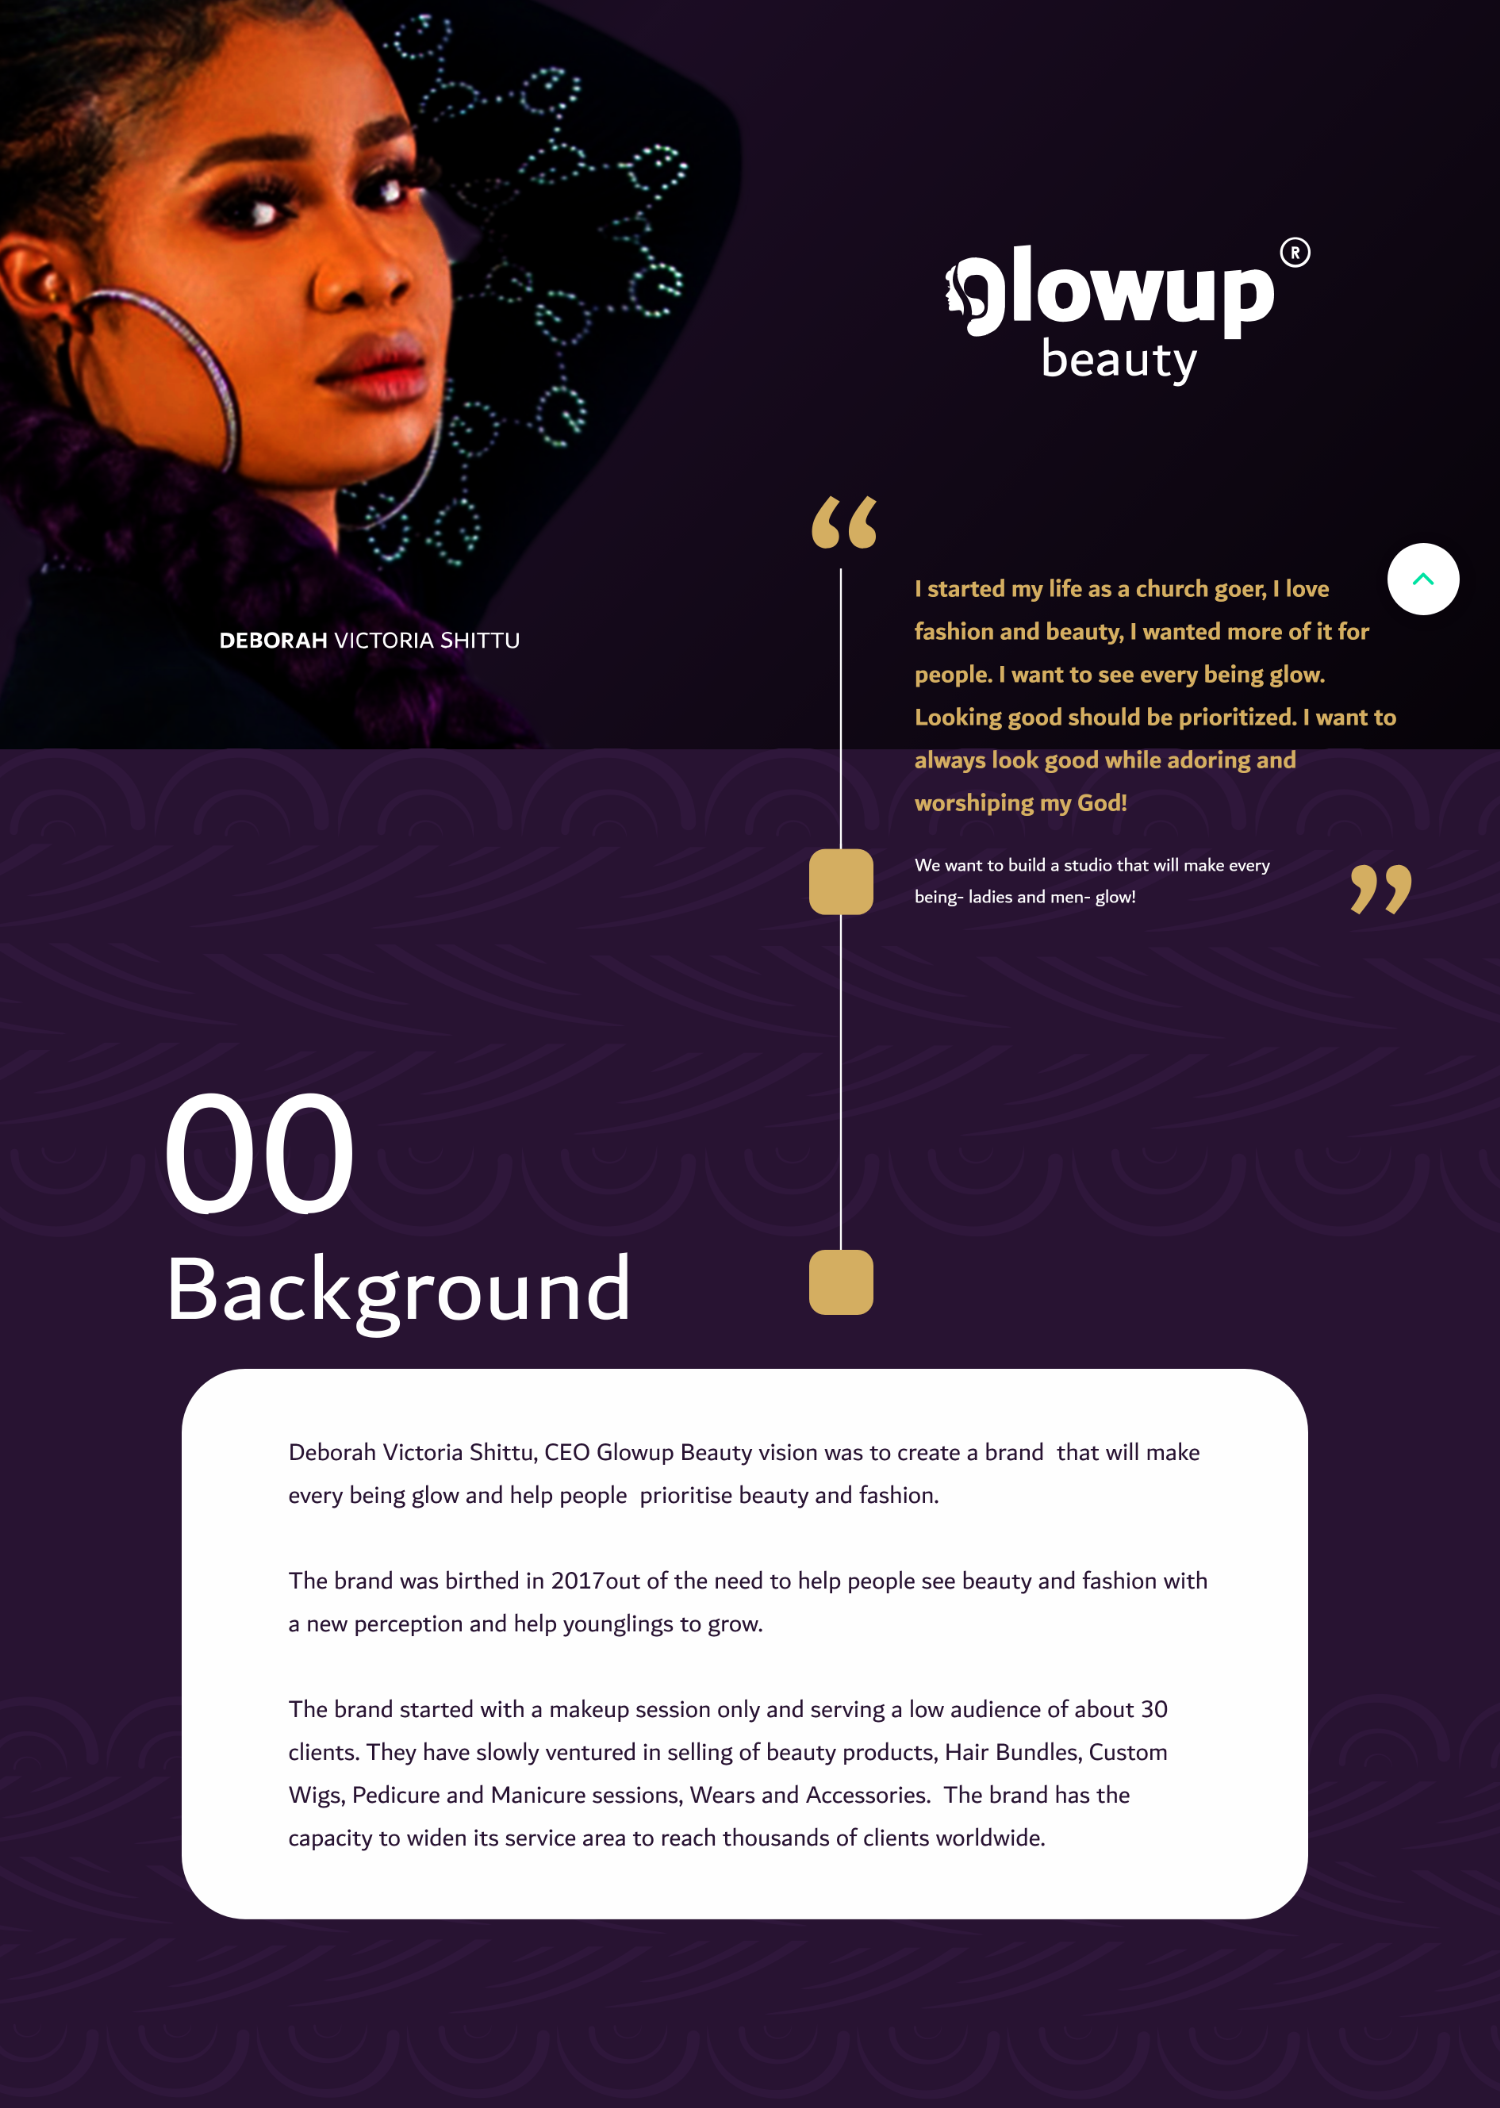 glowup®
beauty
“
I started my life as a church goer, I love
fashion and beauty, I wanted more of it for
people. I want to see every being glow.
Looking good should be prioritized. I want to
always look good while adoring and
worshiping my God!
DEBORAH VICTORIA SHITTU
We want to build a studio that will make every
being- ladies and men- glow!
”
00
Background
Deborah Victoria Shittu, CEO Glowup Beauty vision was to create a brand  that will make
every being glow and help people  prioritise beauty and fashion.
The brand was birthed in 2017out of the need to help people see beauty and fashion with
a new perception and help younglings to grow.
The brand started with a makeup session only and serving a low audience of about 30
clients. They have slowly ventured in selling of beauty products, Hair Bundles, Custom
Wigs, Pedicure and Manicure sessions, Wears and Accessories.  The brand has the
capacity to widen its service area to reach thousands of clients worldwide.